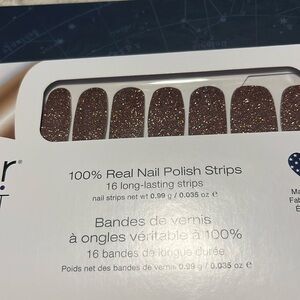 100% Real Nail Polish Strips
16 long-lasting strips
nail strips net wt 0.99 g / 0.035 oz ℮
Bandes de vernis
à ongles véritable à 100%
16 bandes de longue durée
Poids net des bandes de vernis 0.99 g / 0.035 oz ℮
r
T
Ma
Fab
É